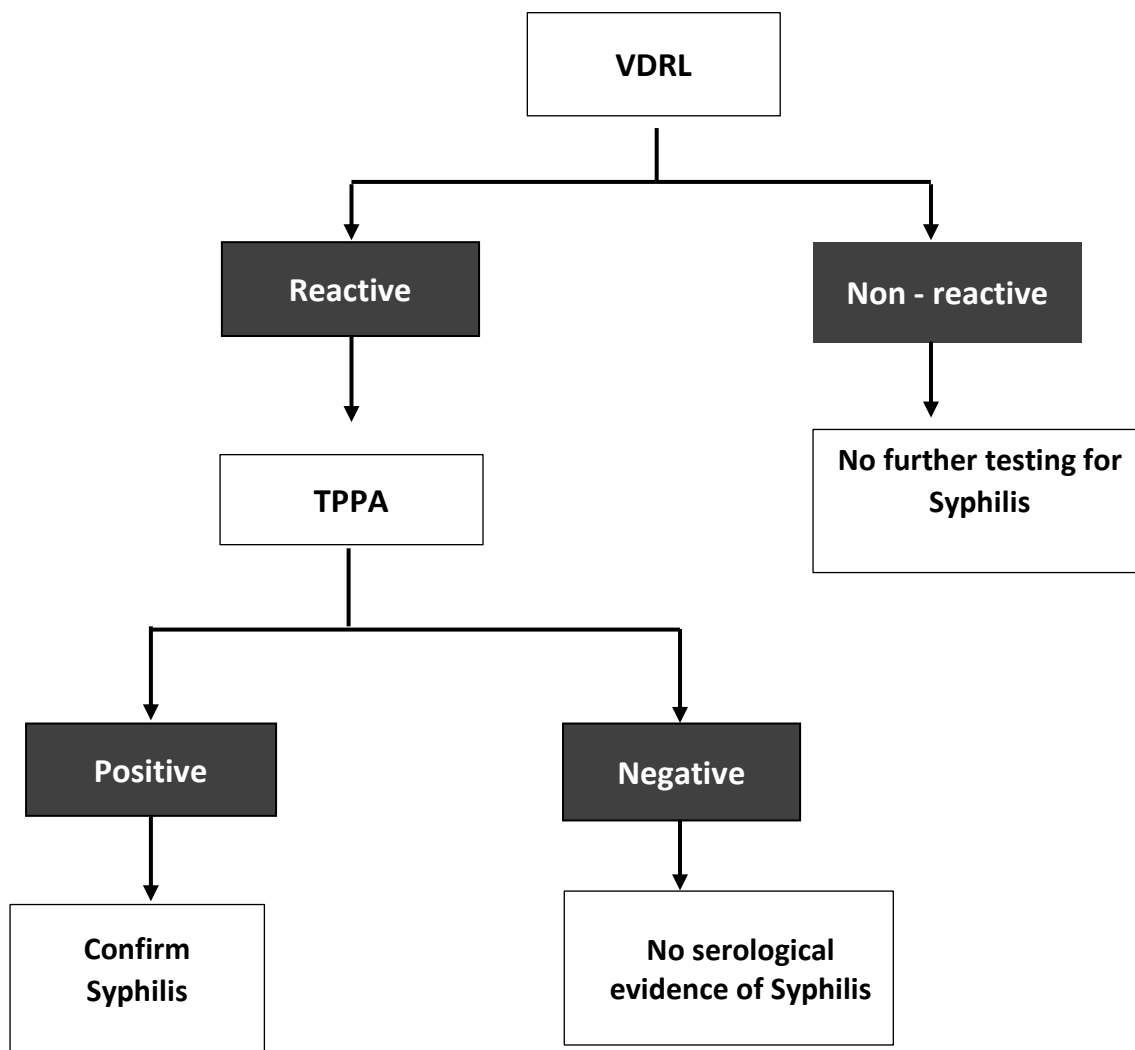 VDRL
Reactive
Non - reactive
No further testing for
Syphilis
TPPA
Positive
Negative
Confirm
Syphilis
No serological
evidence of Syphilis